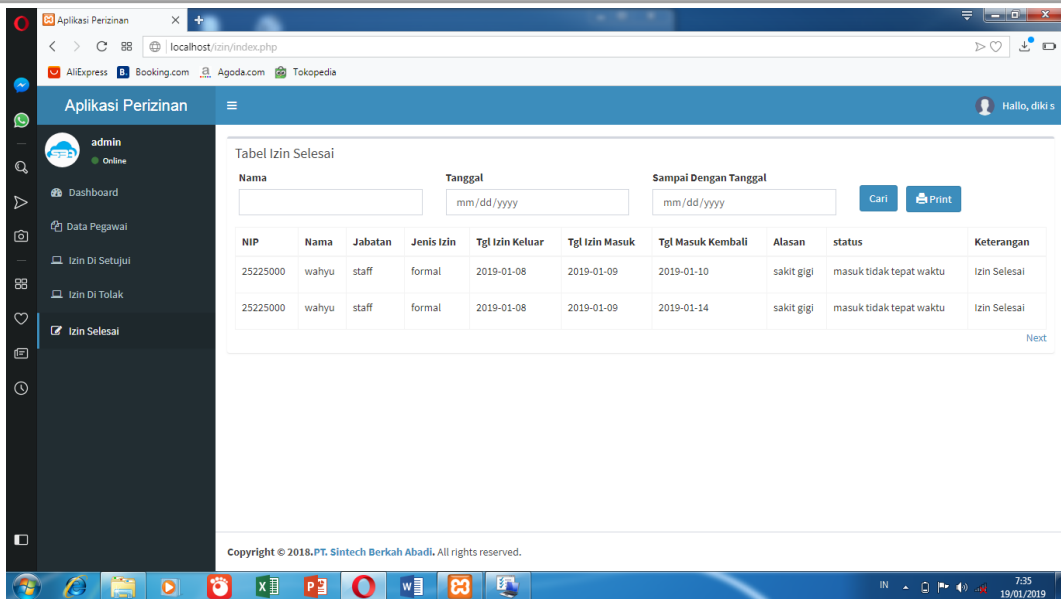 Aplikasi Perizinan
localhost/izin/index.php
AliExpress B. Booking.com a Agoda.com Tokopedia
Aplikasi Perizinan
Hallo, diki s
admin
Online
Dashboard
Data Pegawai
Izin Di Setujui
Izin Di Tolak
Izin Selesai
Tabel Izin Selesai
Nama Tanggal Sampai Dengan Tanggal
mm/dd/yyyy mm/dd/yyyy Cari Print
NIP Nama Jabatan Jenis Izin Tgl Izin Keluar Tgl Izin Masuk Tgl Masuk Kembali Alasan status Keterangan
25225000 wahyu staff formal 2019-01-08 2019-01-09 2019-01-10 sakit gigi masuk tidak tepat waktu Izin Selesai
25225000 wahyu staff formal 2019-01-08 2019-01-09 2019-01-14 sakit gigi masuk tidak tepat waktu Izin Selesai
Next
Copyright © 2018.PT. Sintech Berkah Abadi. All rights reserved.
IN 7:35
19/01/2019